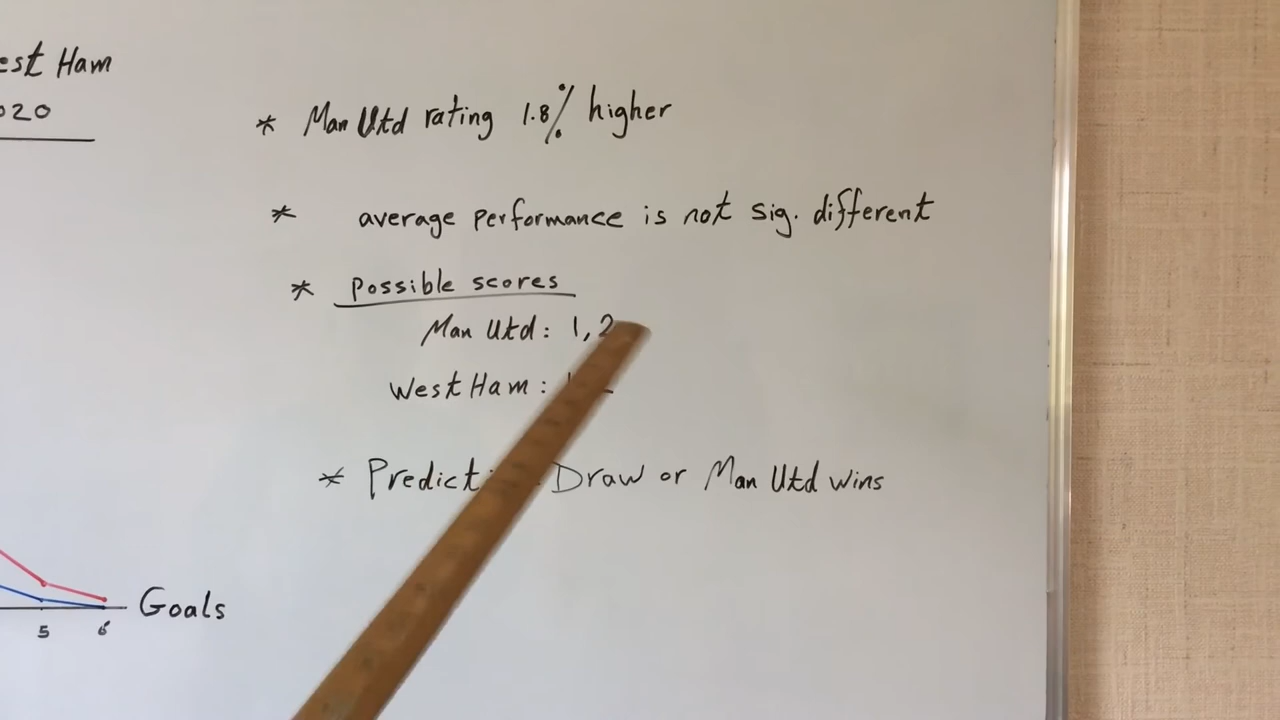 est Ham
020
* Man Utd rating 1.8% higher
* average performance is not sig. different
* Possible scores
Man Utd: 1, 2
West Ham:
* Predict Draw or Man Utd wins
Goals
5 6